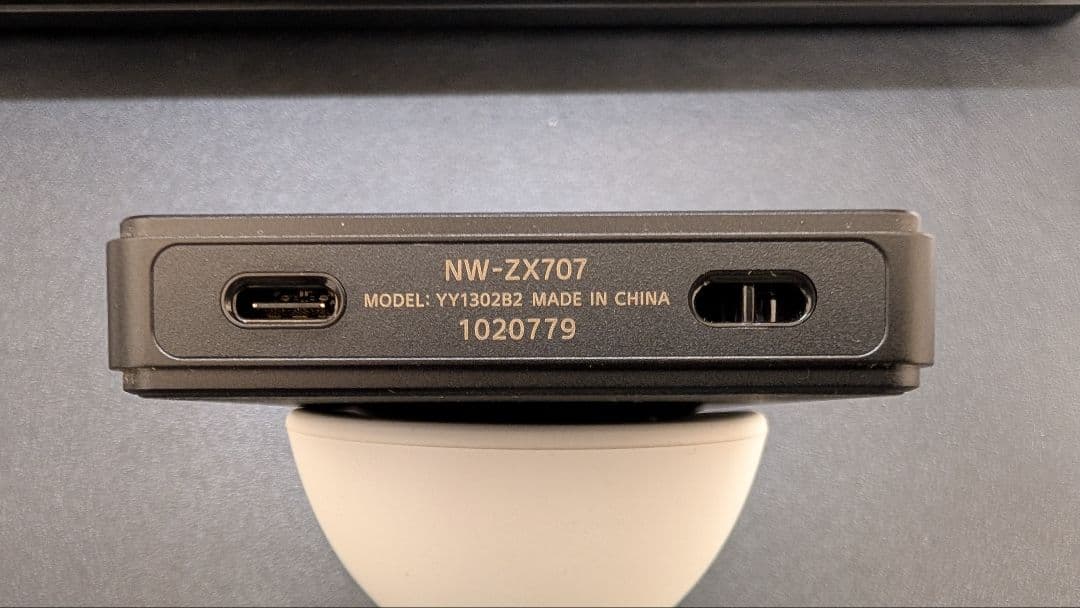 NW-ZX707
MODEL: YY1302B2 MADE IN CHINA
1020779